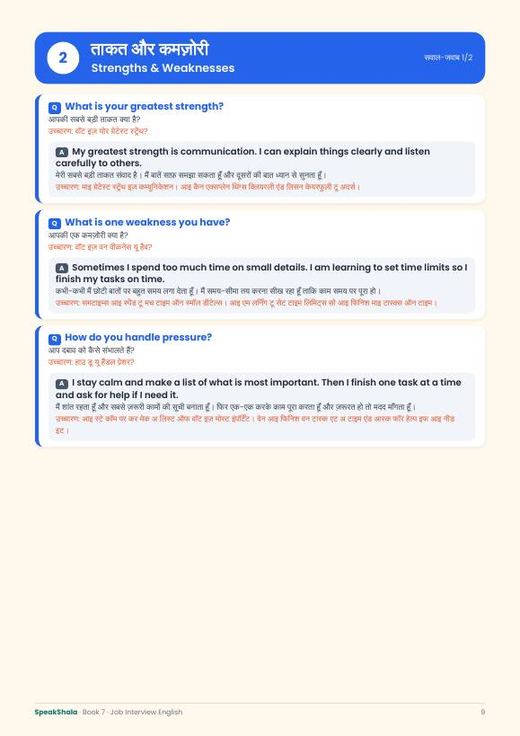 2
ताकत और कमज़ोरी
Strengths & Weaknesses
सवाल-जवाब 1/2
Q What is your greatest strength?
आपकी सबसे बड़ी ताकत क्या है?
उच्चारण: वॉट इज़ योर ग्रेटेस्ट स्ट्रेंथ?
A My greatest strength is communication. I can explain things clearly and listen
carefully to others.
मेरी सबसे बड़ी ताकत संवाद है। मैं बातें साफ़ समझा सकता हूँ और दूसरों की बात ध्यान से सुनता हूँ।
उच्चारण: माइ ग्रेटेस्ट स्ट्रेंथ इज़ कम्युनिकेशन। आइ कैन एक्सप्लेन थिंग्स क्लियरली एंड लिसन केयरफुली टू अदर्स।
Q What is one weakness you have?
आपकी एक कमज़ोरी क्या है?
उच्चारण: वॉट इज़ वन वीकनेस यू हैव?
A Sometimes I spend too much time on small details. I am learning to set time limits so I
finish my tasks on time.
कभी-कभी मैं छोटी बातों पर बहुत समय लगा देता हूँ। मैं समय-सीमा तय करना सीख रहा हूँ ताकि काम समय पर पूरा हो।
उच्चारण: समटाइम्स आइ स्पेंड टू मच टाइम ऑन स्मॉल डीटेल्स। आइ एम लर्निंग टू सेट टाइम लिमिट्स सो आइ फिनिश माइ टास्क्स ऑन टाइम।
Q How do you handle pressure?
आप दबाव को कैसे संभालते हैं?
उच्चारण: हाउ डू यू हैंडल प्रेशर?
A I stay calm and make a list of what is most important. Then I finish one task at a time
and ask for help if I need it.
मैं शांत रहता हूँ और सबसे ज़रूरी कामों की सूची बनाता हूँ। फिर एक-एक करके काम पूरा करता हूँ और ज़रूरत हो तो मदद माँगता हूँ।
उच्चारण: आइ स्टे कॉम एंड मेक अ लिस्ट ऑफ वॉट इज़ मोस्ट इंपॉर्टेंट। देन आइ फिनिश वन टास्क एट अ टाइम एंड आस्क फॉर हेल्प इफ आइ नीड
इट।
SpeakShala · Book 7 · Job Interview English
9